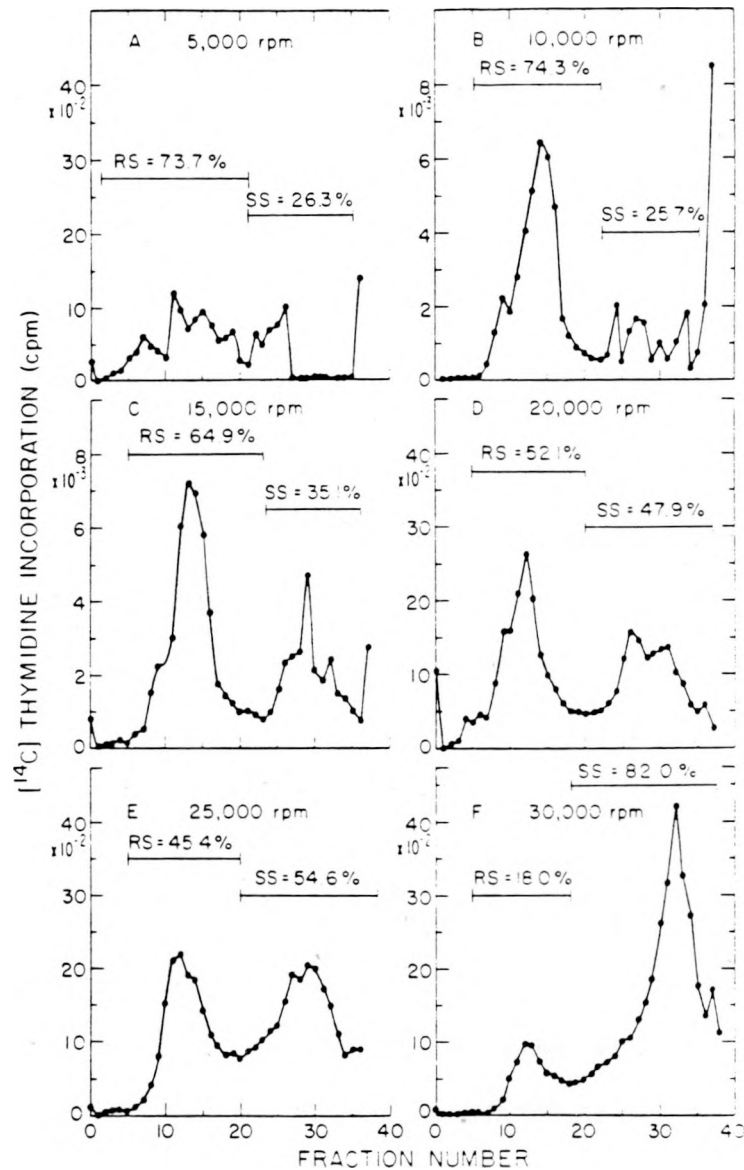 A 5,000 rpm
40
x10⁻²
30
RS = 73.7 %
SS = 26.3 %
20
10
0
B 10,000 rpm
RS = 74.3 %
8
x10⁻³
6
SS = 25.7 %
4
2
0
C 15,000 rpm
RS = 64.9 %
8
x10⁻³
SS = 35.1 %
6
4
2
0
D 20,000 rpm
40
RS = 52.1 %
x10⁻²
SS = 47.9 %
30
20
10
0
E 25,000 rpm
40
x10⁻²
RS = 45.4 %
SS = 54.6 %
30
20
10
0
0 10 20 30 40
SS = 82.0 %
F 30,000 rpm
40
x10⁻²
RS = 18.0 %
30
20
10
0
0 10 20 30 40
[¹⁴C] THYMIDINE INCORPORATION (cpm)
FRACTION NUMBER